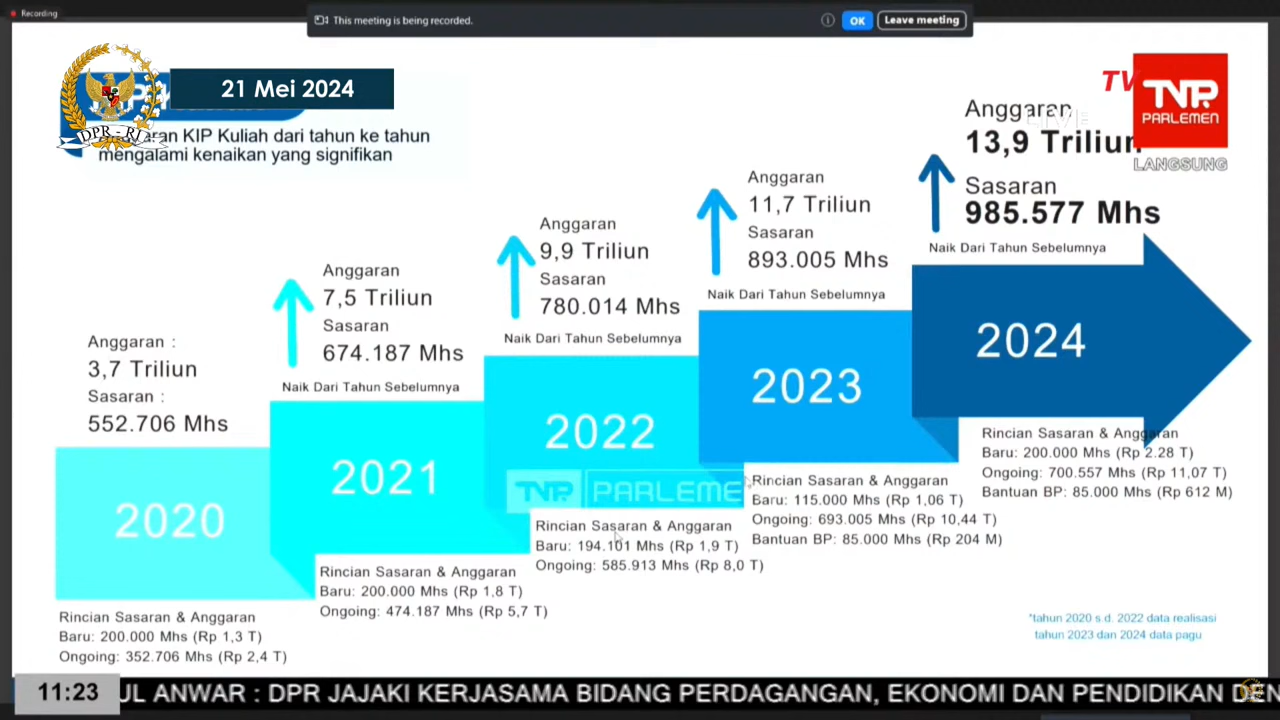 Recording
This meeting is being recorded.
OK
Leave meeting
21 Mei 2024
DPR - RI
KIP Kuliah dari tahun ke tahun
mengalami kenaikan yang signifikan
TV
TVP
PARLEMEN
LIVE
LANGSUNG
Anggaran :
3,7 Triliun
Sasaran :
552.706 Mhs
2020
Rincian Sasaran & Anggaran
Baru: 200.000 Mhs (Rp 1,3 T)
Ongoing: 352.706 Mhs (Rp 2,4 T)
Anggaran
7,5 Triliun
Sasaran
674.187 Mhs
Naik Dari Tahun Sebelumnya
2021
Rincian Sasaran & Anggaran
Baru: 200.000 Mhs (Rp 1.8 T)
Ongoing: 474.187 Mhs (Rp 5,7 T)
Anggaran
9,9 Triliun
Sasaran
780.014 Mhs
Naik Dari Tahun Sebelumnya
2022
TVP PARLEME
Rincian Sasaran & Anggaran
Baru: 194.101 Mhs (Rp 1,9 T)
Ongoing: 585.913 Mhs (Rp 8,0 T)
Anggaran
11,7 Triliun
Sasaran
893.005 Mhs
Naik Dari Tahun Sebelumnya
2023
Rincian Sasaran & Anggaran
Baru: 115.000 Mhs (Rp 1,06 T)
Ongoing: 693.005 Mhs (Rp 10,44 T)
Bantuan BP: 85.000 Mhs (Rp 204 M)
Anggaran
13,9 Triliun
Sasaran
985.577 Mhs
Naik Dari Tahun Sebelumnya
2024
Rincian Sasaran & Anggaran
Baru: 200.000 Mhs (Rp 2.28 T)
Ongoing: 700.557 Mhs (Rp 11,07 T)
Bantuan BP: 85.000 Mhs (Rp 612 M)
*tahun 2020 s.d. 2022 data realisasi
tahun 2023 dan 2024 data pagu
11:23
UL ANWAR : DPR JAJAKI KERJASAMA BIDANG PERDAGANGAN, EKONOMI DAN PENDIDIKAN DEN